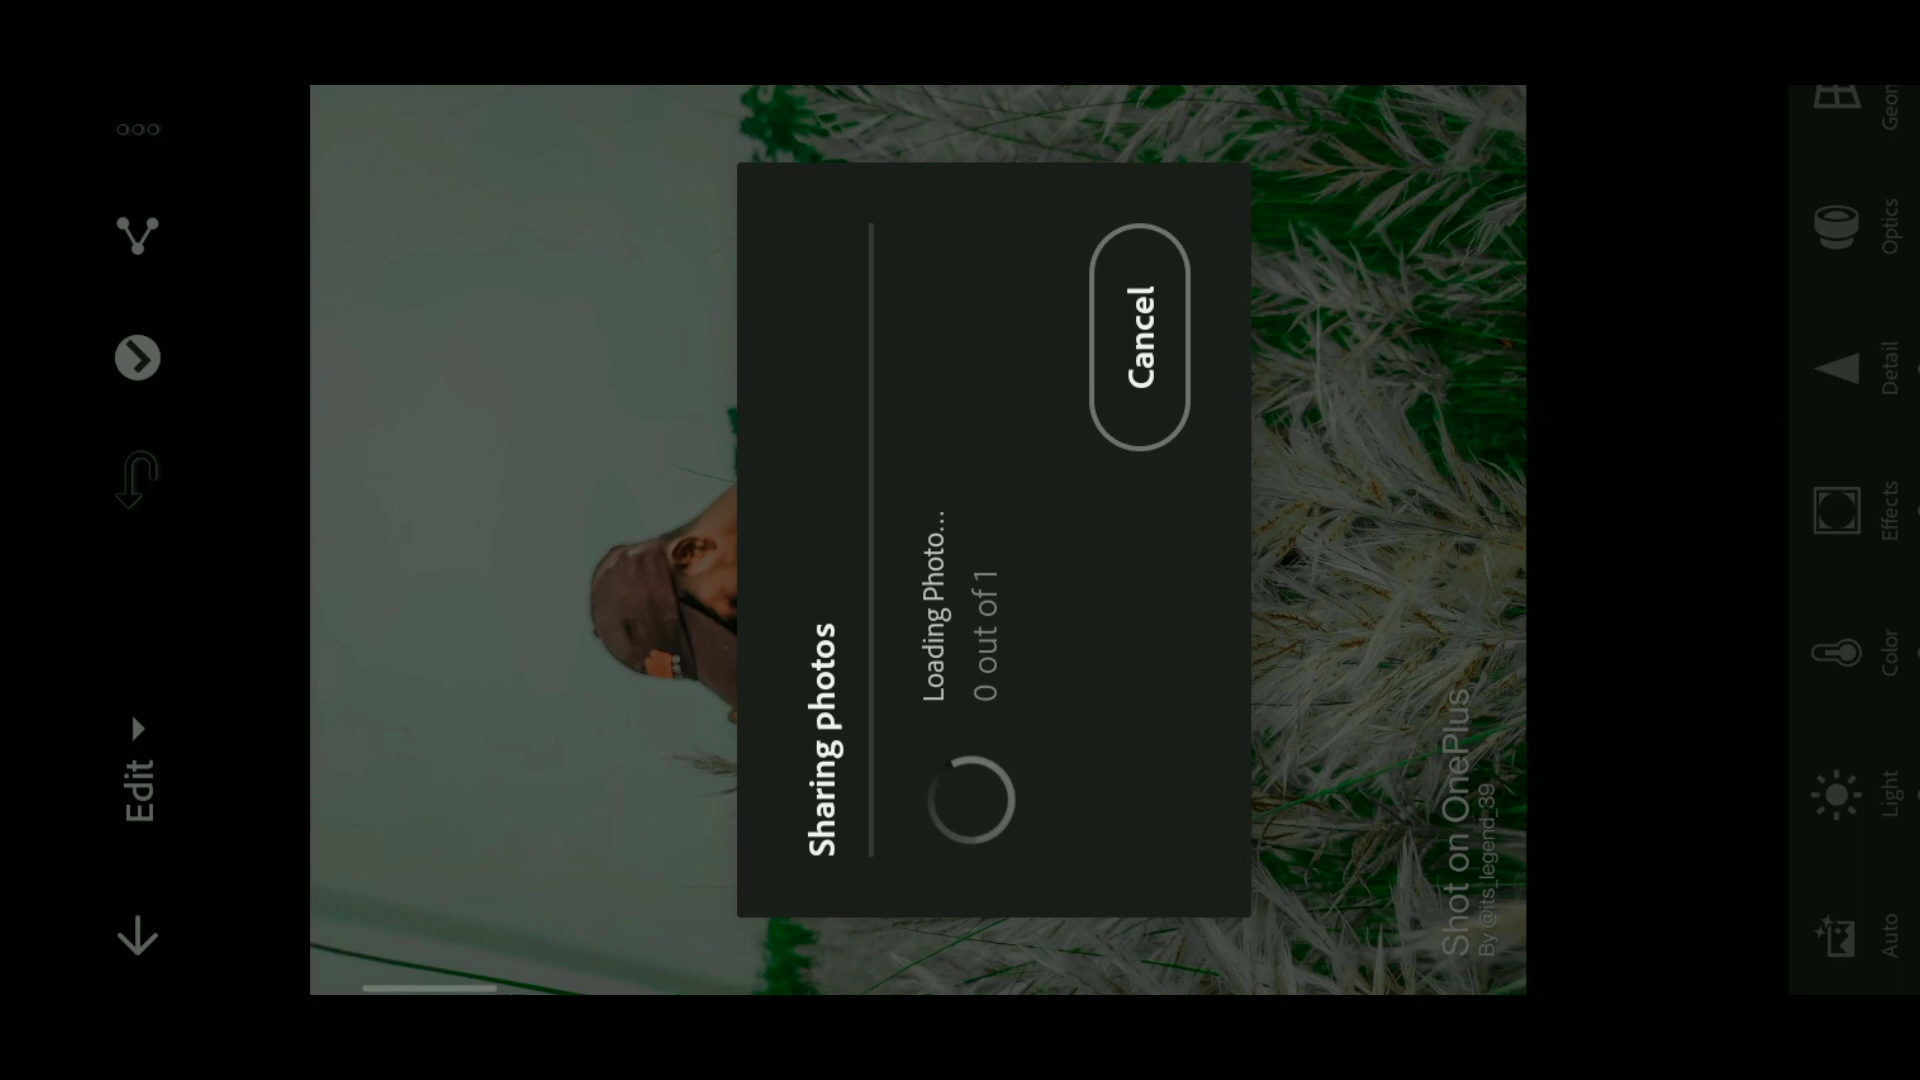 Edit
Sharing photos
Loading Photo...
0 out of 1
Cancel
Shot on OnePlus
By @its_legend_39
Auto
Light
Color
Effects
Detail
Optics
Geom